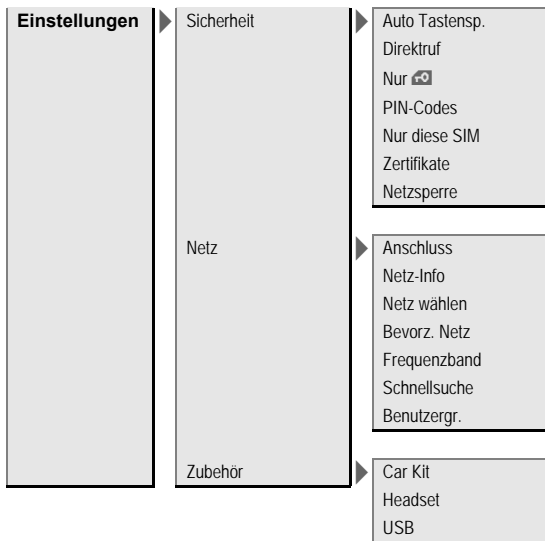 Einstellungen
Sicherheit
Auto Tastensp.
Direktruf
Nur
PIN-Codes
Nur diese SIM
Zertifikate
Netzsperre
Netz
Anschluss
Netz-Info
Netz wählen
Bevorz. Netz
Frequenzband
Schnellsuche
Benutzergr.
Zubehör
Car Kit
Headset
USB